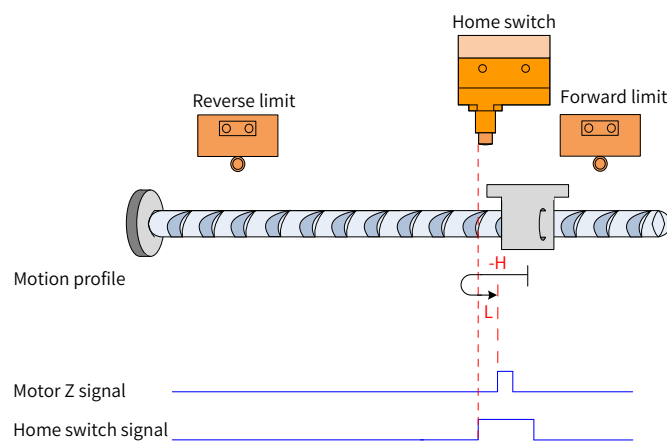 Home switch
Reverse limit
Forward limit
-H
Motion profile
L
Motor Z signal
Home switch signal